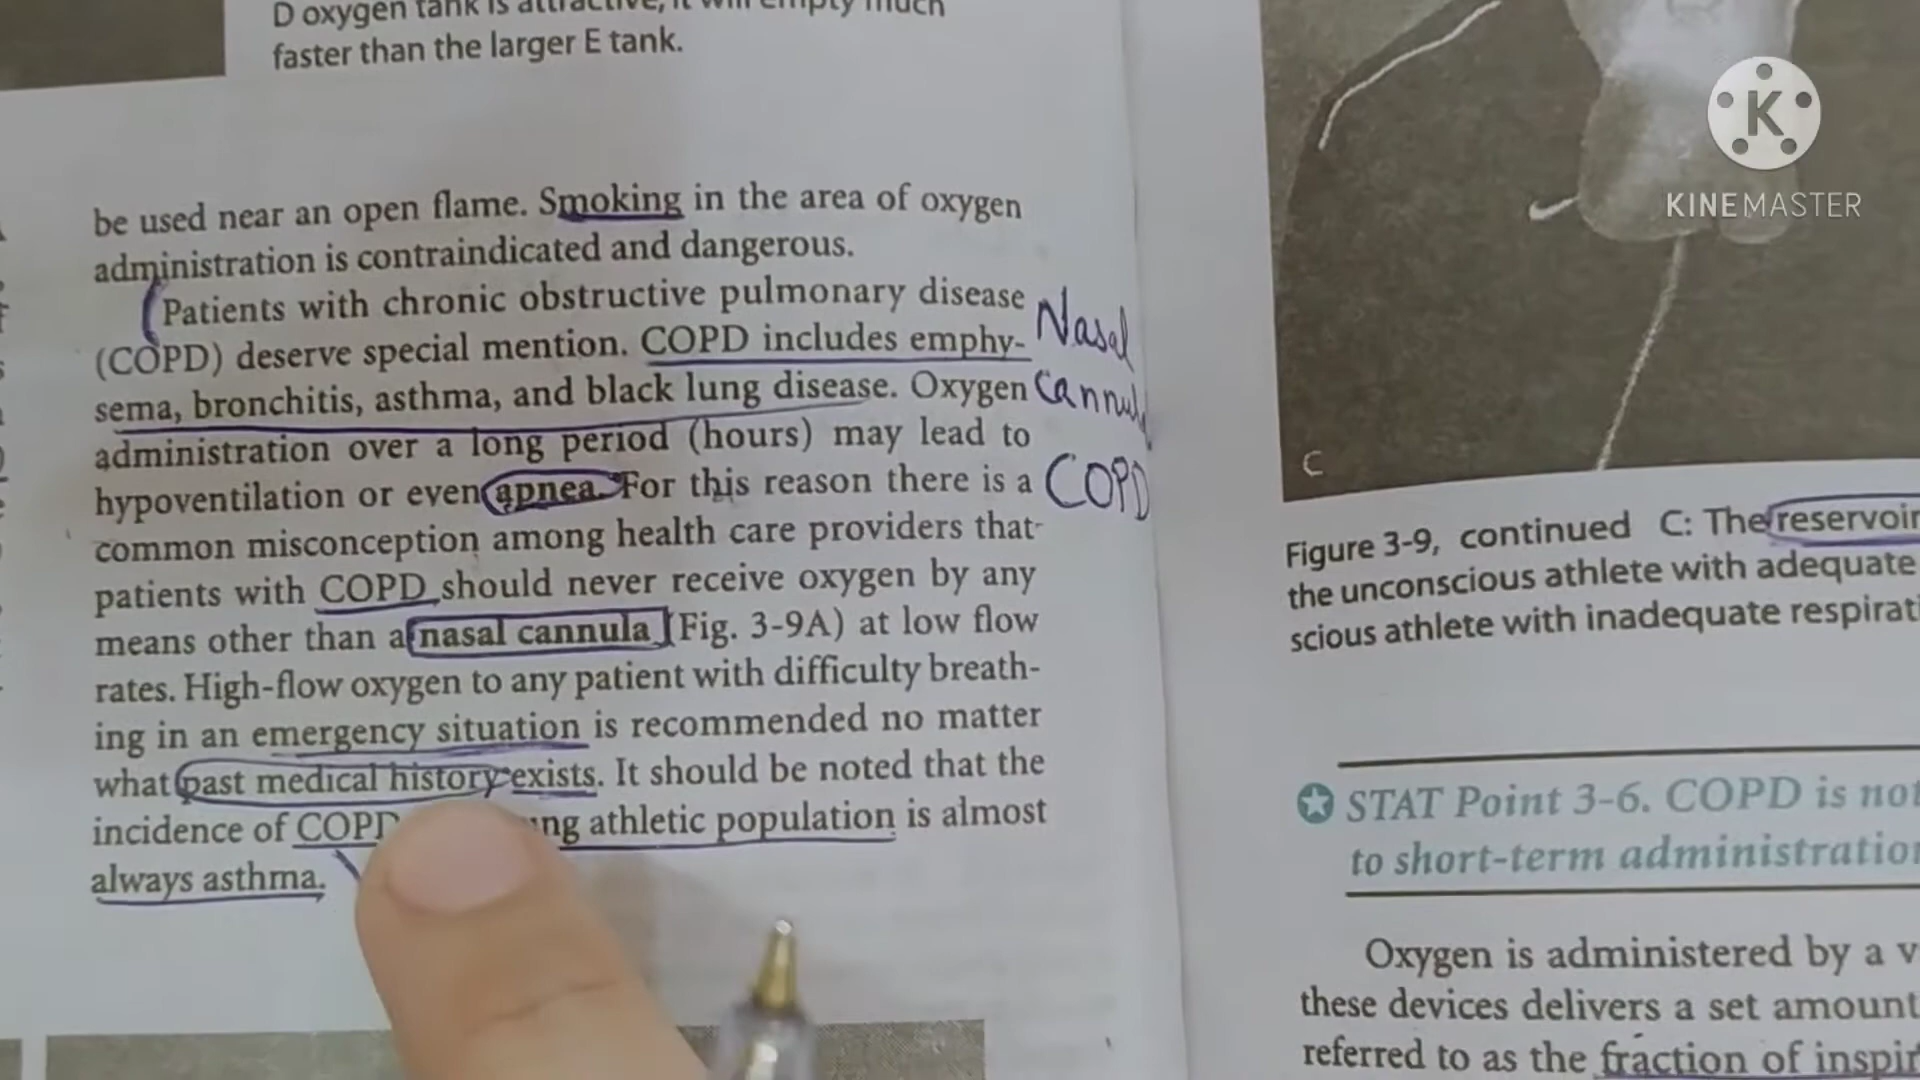 D oxygen tank is attractive, it will empty much
faster than the larger E tank.
be used near an open flame. Smoking in the area of oxygen
administration is contraindicated and dangerous.
Patients with chronic obstructive pulmonary disease
(COPD) deserve special mention. COPD includes emphy-
sema, bronchitis, asthma, and black lung disease. Oxygen
administration over a long period (hours) may lead to
hypoventilation or even apnea. For this reason there is a
common misconception among health care providers that
patients with COPD should never receive oxygen by any
means other than a nasal cannula (Fig. 3-9A) at low flow
rates. High-flow oxygen to any patient with difficulty breath-
ing in an emergency situation is recommended no matter
what past medical history exists. It should be noted that the
incidence of COPD ng athletic population is almost
always asthma.
Nasal
Cannul
COPD
KINEMASTER
K
C
Figure 3-9, continued C: The reservoir
the unconscious athlete with adequate
scious athlete with inadequate respirati
STAT Point 3-6. COPD is not
to short-term administration
Oxygen is administered by a v
these devices delivers a set amount
referred to as the fraction of inspir